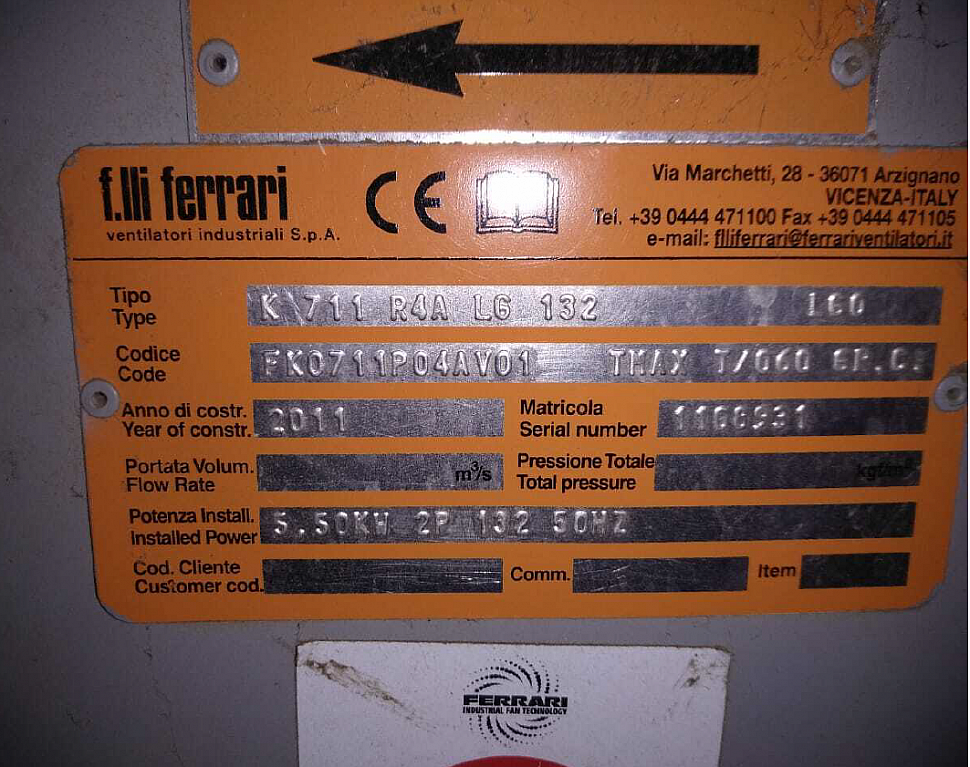 f.lli ferrari
ventilatori industriali S.p.A.
CE
Via Marchetti, 28 - 36071 Arzignano
VICENZA-ITALY
Tel. +39 0444 471100 Fax +39 0444 471105
e-mail: flliferrari@ferrariventilatori.it
Tipo
Type
K 711 R4A LG 132
Codice
Code
FK0711P04AV01 TMAX T/060 GR.C:
Anno di costr.
Year of constr.
2011
Matricola
Serial number
Portata Volum.
Flow Rate
m³/s
Pressione Totale
Total pressure
Potenza Install.
Installed Power
5.50KW 2P 132 50HZ
Cod. Cliente
Customer cod.
Comm.
Item
FERRARI
INDUSTRIAL FAN TECHNOLOGY